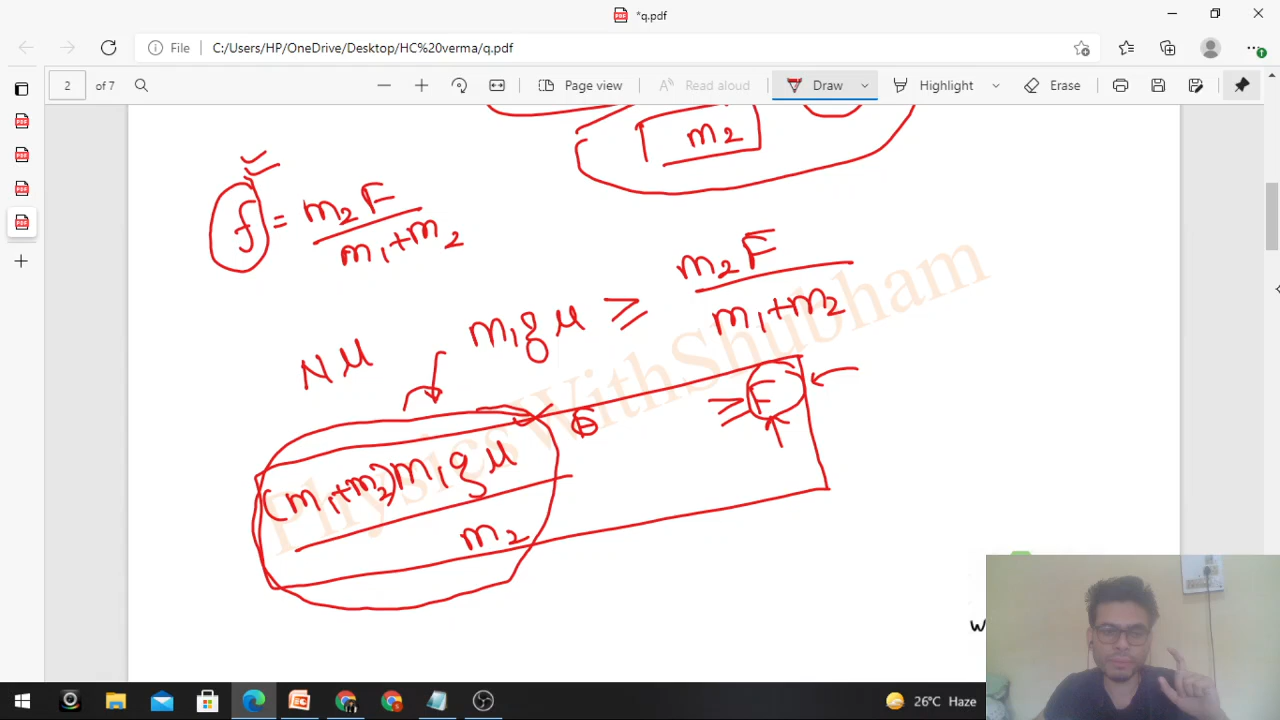 *q.pdf
File C:/Users/HP/OneDrive/Desktop/HC%20verma/q.pdf
2 of 7 Page view Read aloud Draw Highlight Erase
m2
f = m2F / m1+m2
m1gμ ≥ m2F / m1+m2
Nμ
(m1+m2)m1gμ / m2 ≥ F
PhysicsWithShubham
W
26°C Haze